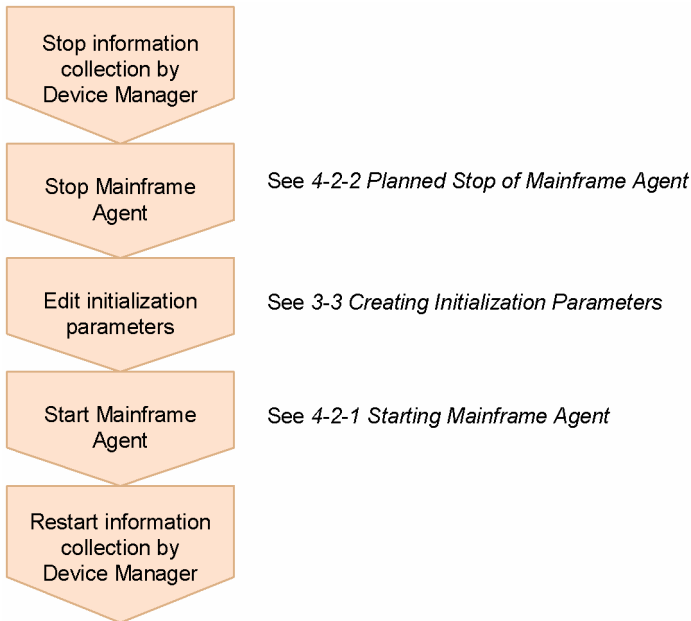 Stop information
collection by
Device Manager
Stop Mainframe
Agent
See 4-2-2 Planned Stop of Mainframe Agent
Edit initialization
parameters
See 3-3 Creating Initialization Parameters
Start Mainframe
Agent
See 4-2-1 Starting Mainframe Agent
Restart information
collection by
Device Manager